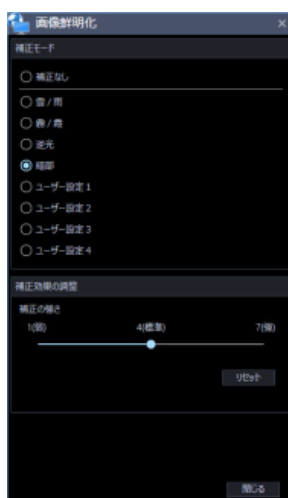 画像鮮明化
補正モード
補正なし
雪 / 雨
霧 / 霞
逆光
暗部
ユーザー設定 1
ユーザー設定 2
ユーザー設定 3
ユーザー設定 4
補正効果の調整
補正の強さ
1(弱) 4(標準) 7(強)
リセット
閉じる